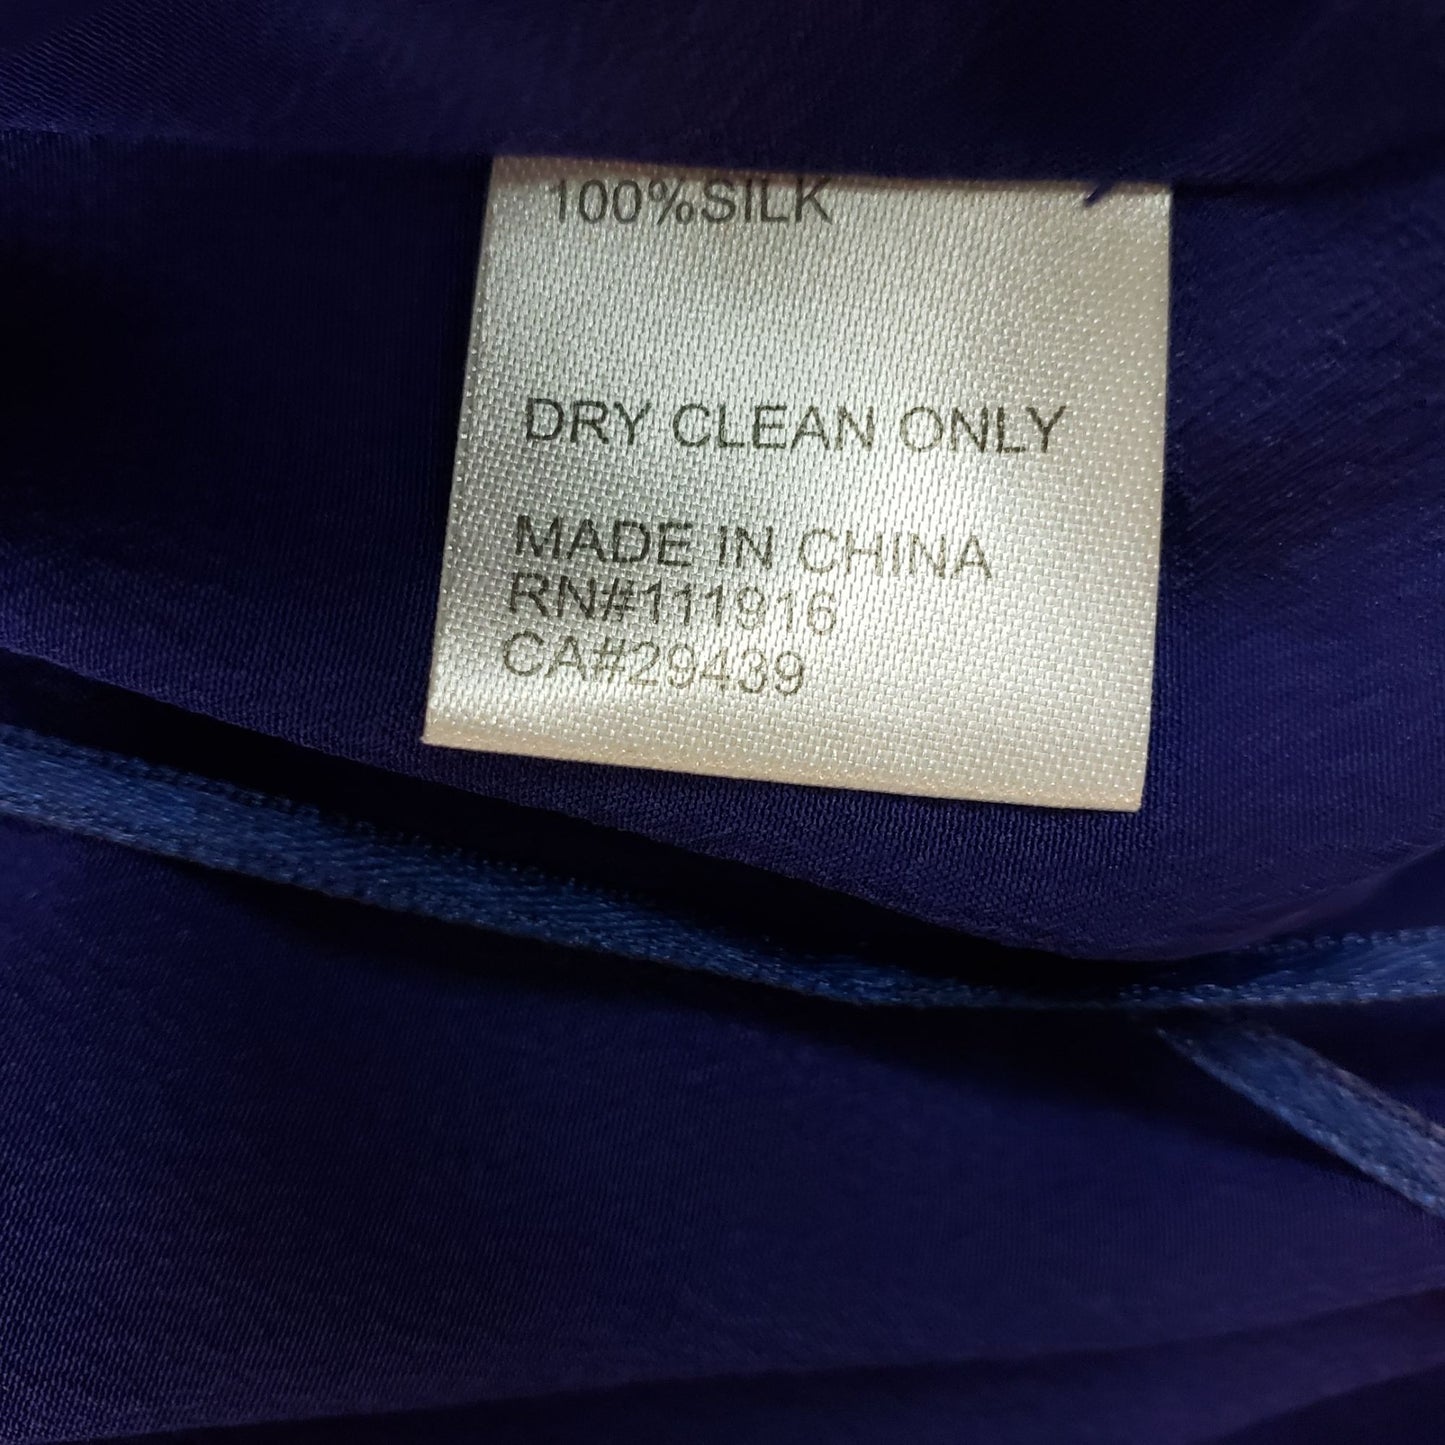 100%SILK
DRY CLEAN ONLY
MADE IN CHINA
RN#111916
CA#29439